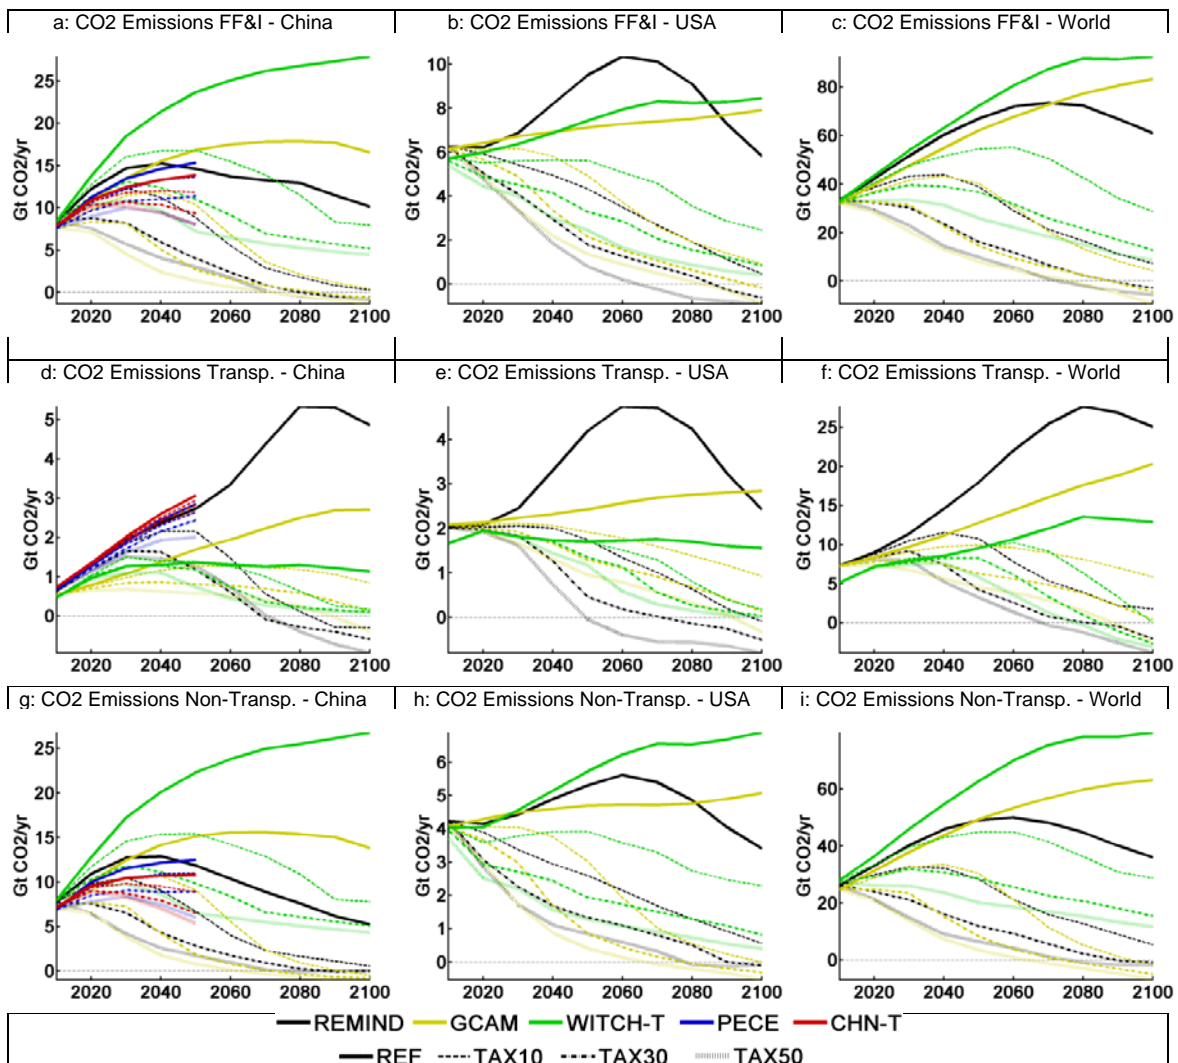 a: CO2 Emissions FF&I - China
b: CO2 Emissions FF&I - USA
c: CO2 Emissions FF&I - World
Gt CO2/yr
25
20
15
10
5
0
2020 2040 2060 2080 2100
Gt CO2/yr
10
8
6
4
2
0
2020 2040 2060 2080 2100
Gt CO2/yr
80
60
40
20
0
2020 2040 2060 2080 2100
d: CO2 Emissions Transp. - China
e: CO2 Emissions Transp. - USA
f: CO2 Emissions Transp. - World
Gt CO2/yr
5
4
3
2
1
0
2020 2040 2060 2080 2100
Gt CO2/yr
4
3
2
1
0
2020 2040 2060 2080 2100
Gt CO2/yr
25
20
15
10
5
0
2020 2040 2060 2080 2100
g: CO2 Emissions Non-Transp. - China
h: CO2 Emissions Non-Transp. - USA
i: CO2 Emissions Non-Transp. - World
Gt CO2/yr
25
20
15
10
5
0
2020 2040 2060 2080 2100
Gt CO2/yr
6
5
4
3
2
1
0
2020 2040 2060 2080 2100
Gt CO2/yr
60
40
20
0
2020 2040 2060 2080 2100
REMIND GCAM WITCH-T PECE CHN-T
REF TAX10 TAX30 TAX50